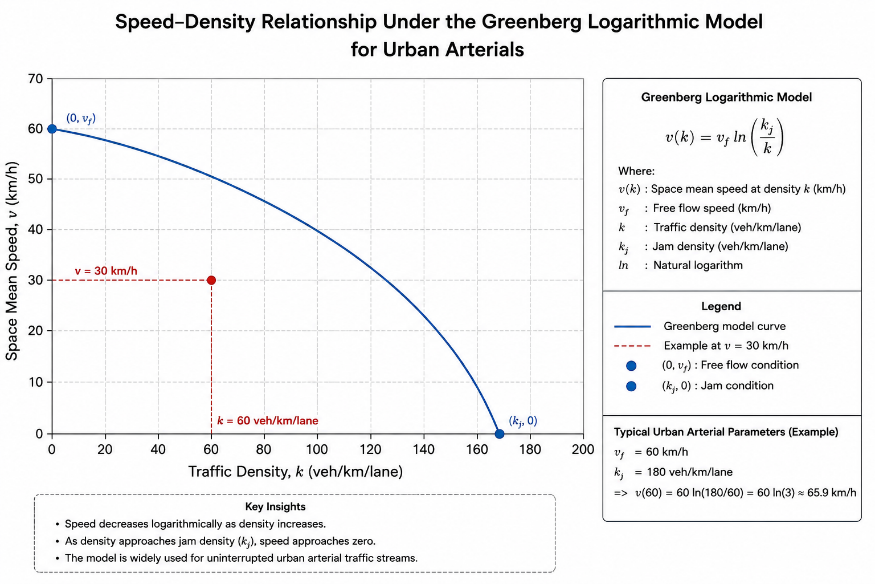 Speed–Density Relationship Under the Greenberg Logarithmic Model
for Urban Arterials
Space Mean Speed, v (km/h)
70
60
50
40
30
20
10
0
(0, v_f)
v = 30 km/h
k = 60 veh/km/lane
(k_j, 0)
0 20 40 60 80 100 120 140 160 180 200
Traffic Density, k (veh/km/lane)
Greenberg Logarithmic Model
v(k) = v_f ln(k_j/k)
Where:
v(k) : Space mean speed at density k (km/h)
v_f : Free flow speed (km/h)
k : Traffic density (veh/km/lane)
k_j : Jam density (veh/km/lane)
ln : Natural logarithm
Legend
Greenberg model curve
Example at v = 30 km/h
(0, v_f) : Free flow condition
(k_j, 0) : Jam condition
Typical Urban Arterial Parameters (Example)
v_f = 60 km/h
k_j = 180 veh/km/lane
=> v(60) = 60 ln(180/60) = 60 ln(3) ≈ 65.9 km/h
Key Insights
• Speed decreases logarithmically as density increases.
• As density approaches jam density (k_j), speed approaches zero.
• The model is widely used for uninterrupted urban arterial traffic streams.